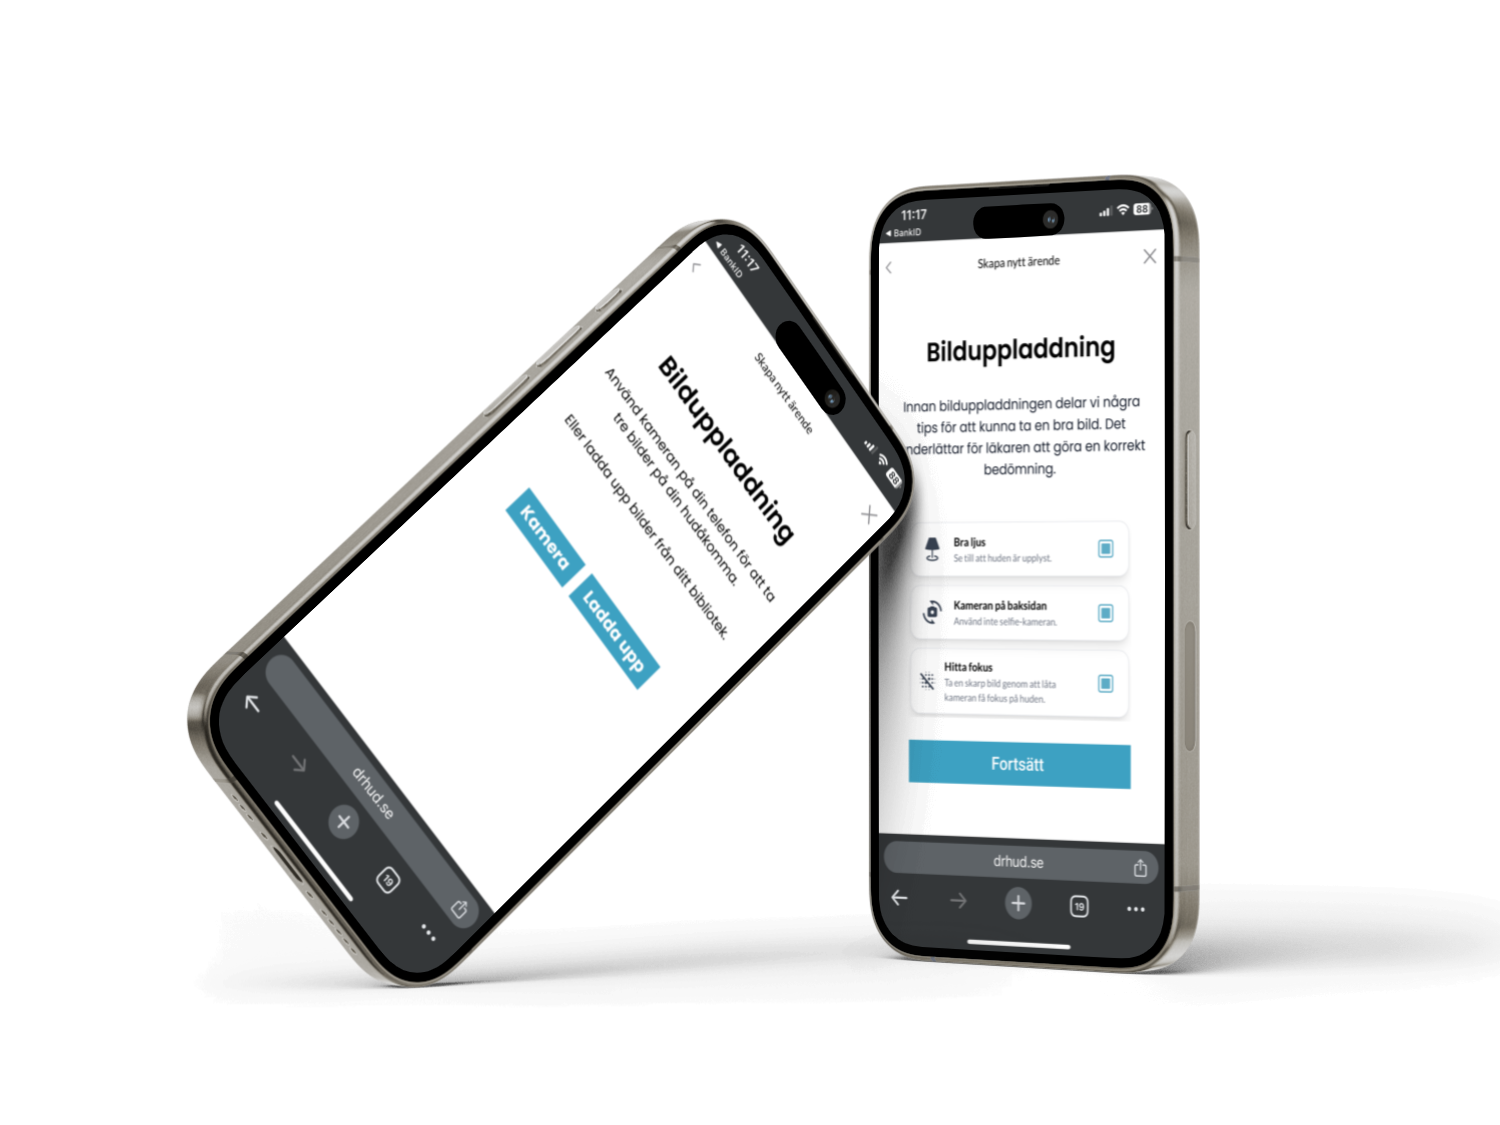 11:17
BankID
Skapa nytt ärende
Bilduppladdning
Använd kameran på din telefon för att ta
tre bilder på din hudåkomma.
Eller ladda upp bilder från ditt bibliotek.
Kamera
Ladda upp
88
drhud.se
19
11:17
88
BankID
Skapa nytt ärende
Bilduppladdning
Innan bilduppladdningen delar vi några
tips för att kunna ta en bra bild. Det
nderlättar för läkaren att göra en korrekt
bedömning.
Bra ljus
Se till att huden är upplyst.
Kameran på baksidan
Använd inte selfie-kameran.
Hitta fokus
Ta en skarp bild genom att låta
kameran få fokus på huden.
Fortsätt
drhud.se
19